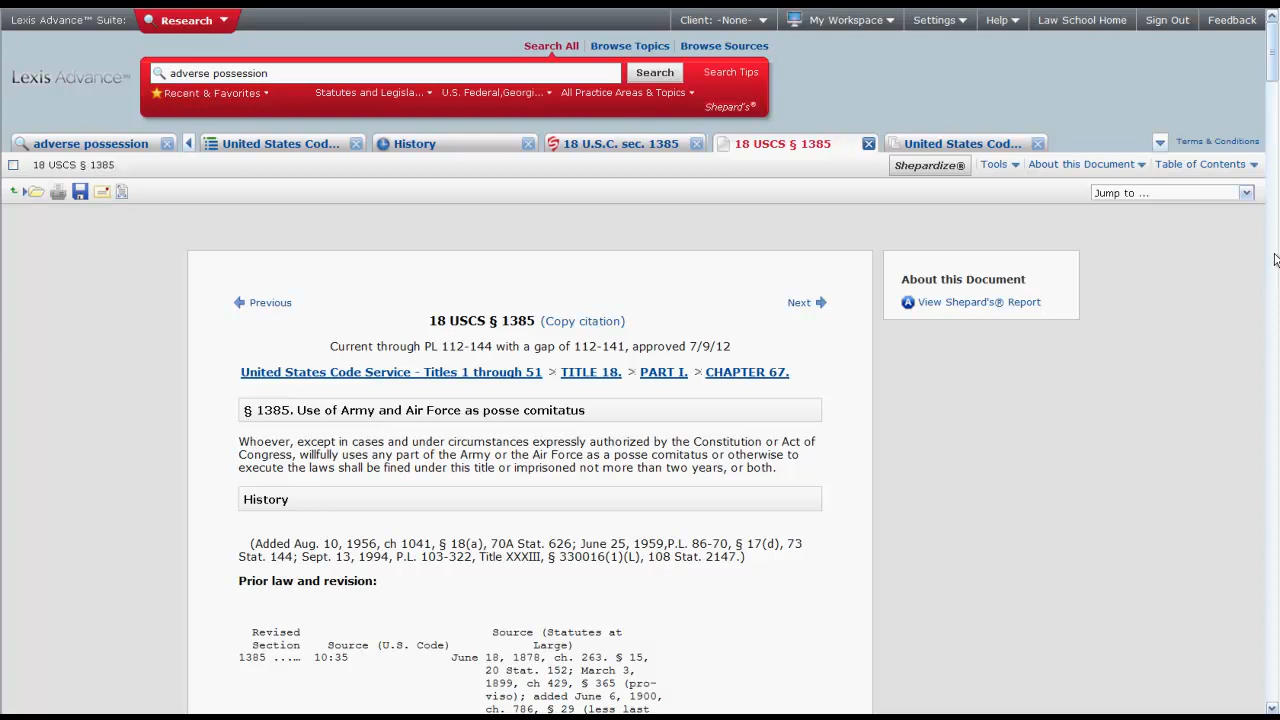 Lexis Advance™ Suite: Research Client: -None- My Workspace Settings Help Law School Home Sign Out Feedback
Search All Browse Topics Browse Sources
Lexis Advance™ adverse possession Search Search Tips
Recent & Favorites Statutes and Legisla... U.S. Federal,Georgi... All Practice Areas & Topics
Shepard's®
adverse possession United States Cod... History 18 U.S.C. sec. 1385 18 USCS § 1385 United States Cod... Terms & Conditions
18 USCS § 1385 Shepardize® Tools About this Document Table of Contents
Jump to ...
Previous Next
18 USCS § 1385 (Copy citation)
Current through PL 112-144 with a gap of 112-141, approved 7/9/12
United States Code Service - Titles 1 through 51 > TITLE 18. > PART I. > CHAPTER 67.
§ 1385. Use of Army and Air Force as posse comitatus
Whoever, except in cases and under circumstances expressly authorized by the Constitution or Act of
Congress, willfully uses any part of the Army or the Air Force as a posse comitatus or otherwise to
execute the laws shall be fined under this title or imprisoned not more than two years, or both.
History
(Added Aug. 10, 1956, ch 1041, § 18(a), 70A Stat. 626; June 25, 1959,P.L. 86-70, § 17(d), 73
Stat. 144; Sept. 13, 1994, P.L. 103-322, Title XXXIII, § 330016(1)(L), 108 Stat. 2147.)
Prior law and revision:
Revised Source (Statutes at
Section Source (U.S. Code) Large)
1385 ...… 10:35 June 18, 1878, ch. 263. § 15,
20 Stat. 152; March 3,
1899, ch 429, § 365 (pro-
viso); added June 6, 1900,
ch. 786, § 29 (less last
About this Document
View Shepard's® Report